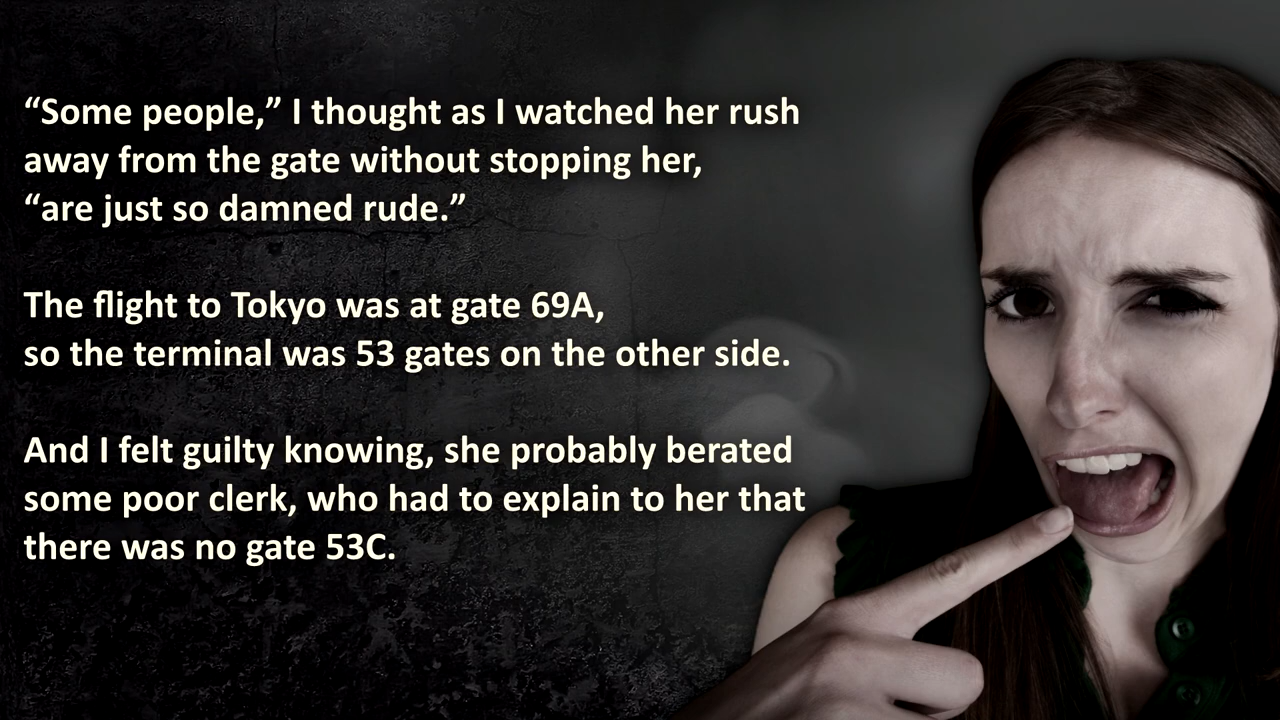 “Some people,” I thought as I watched her rush
away from the gate without stopping her,
“are just so damned rude.”
The flight to Tokyo was at gate 69A,
so the terminal was 53 gates on the other side.
And I felt guilty knowing, she probably berated
some poor clerk, who had to explain to her that
there was no gate 53C.